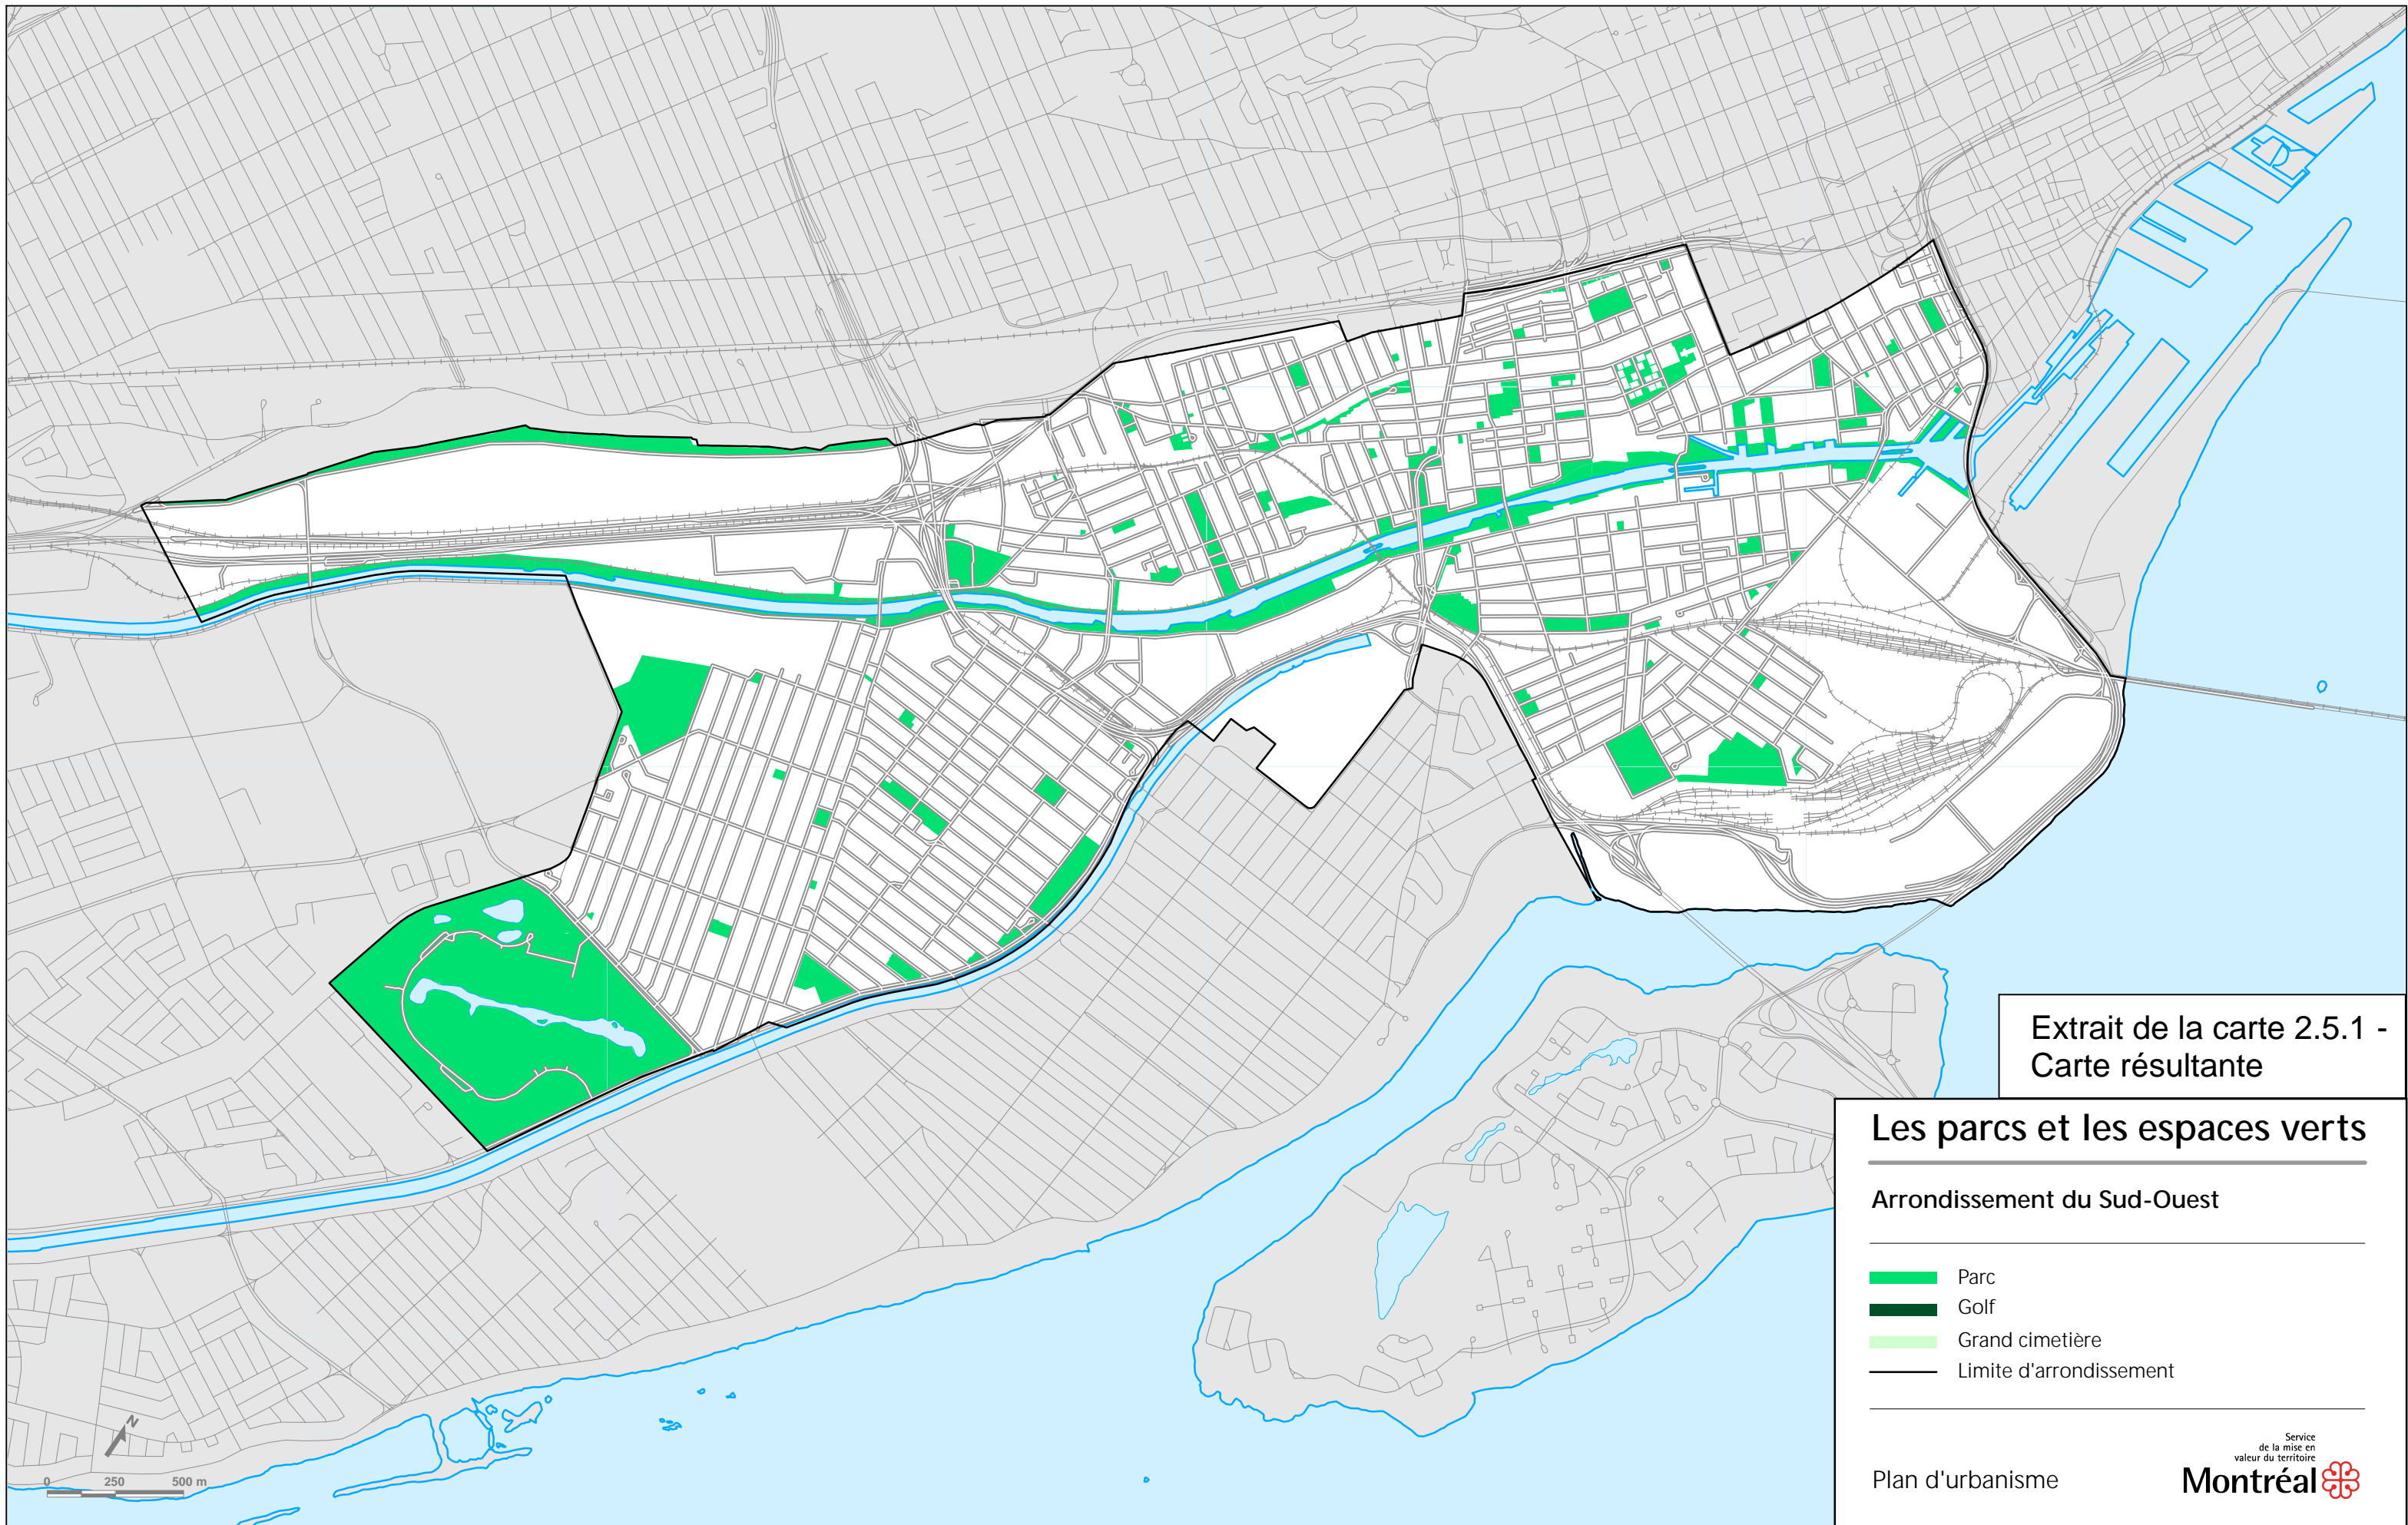 Extrait de la carte 2.5.1 -
Carte résultante
Les parcs et les espaces verts
Arrondissement du Sud-Ouest
Parc
Golf
Grand cimetière
Limite d'arrondissement
Plan d'urbanisme
Service
de la mise en
valeur du territoire
Montréal
N
0 250 500 m